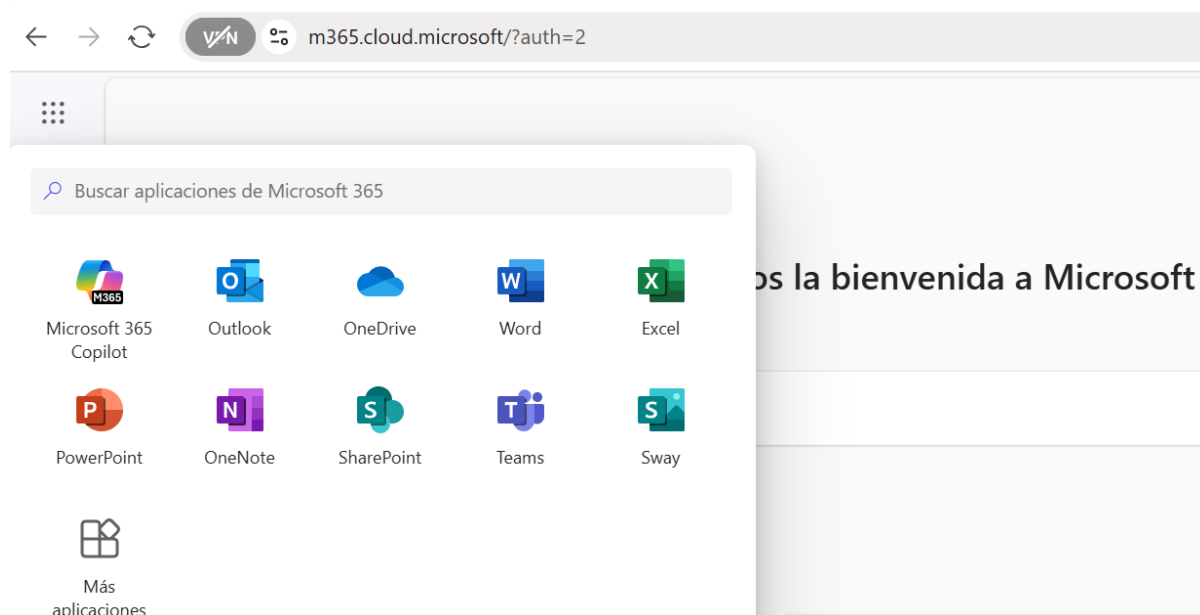 VPN
m365.cloud.microsoft/?auth=2
Buscar aplicaciones de Microsoft 365
os la bienvenida a Microsoft
M365
O
W
X
Microsoft 365
Copilot
Outlook
OneDrive
Word
Excel
P
N
S
T
S
PowerPoint
OneNote
SharePoint
Teams
Sway
Más
aplicaciones